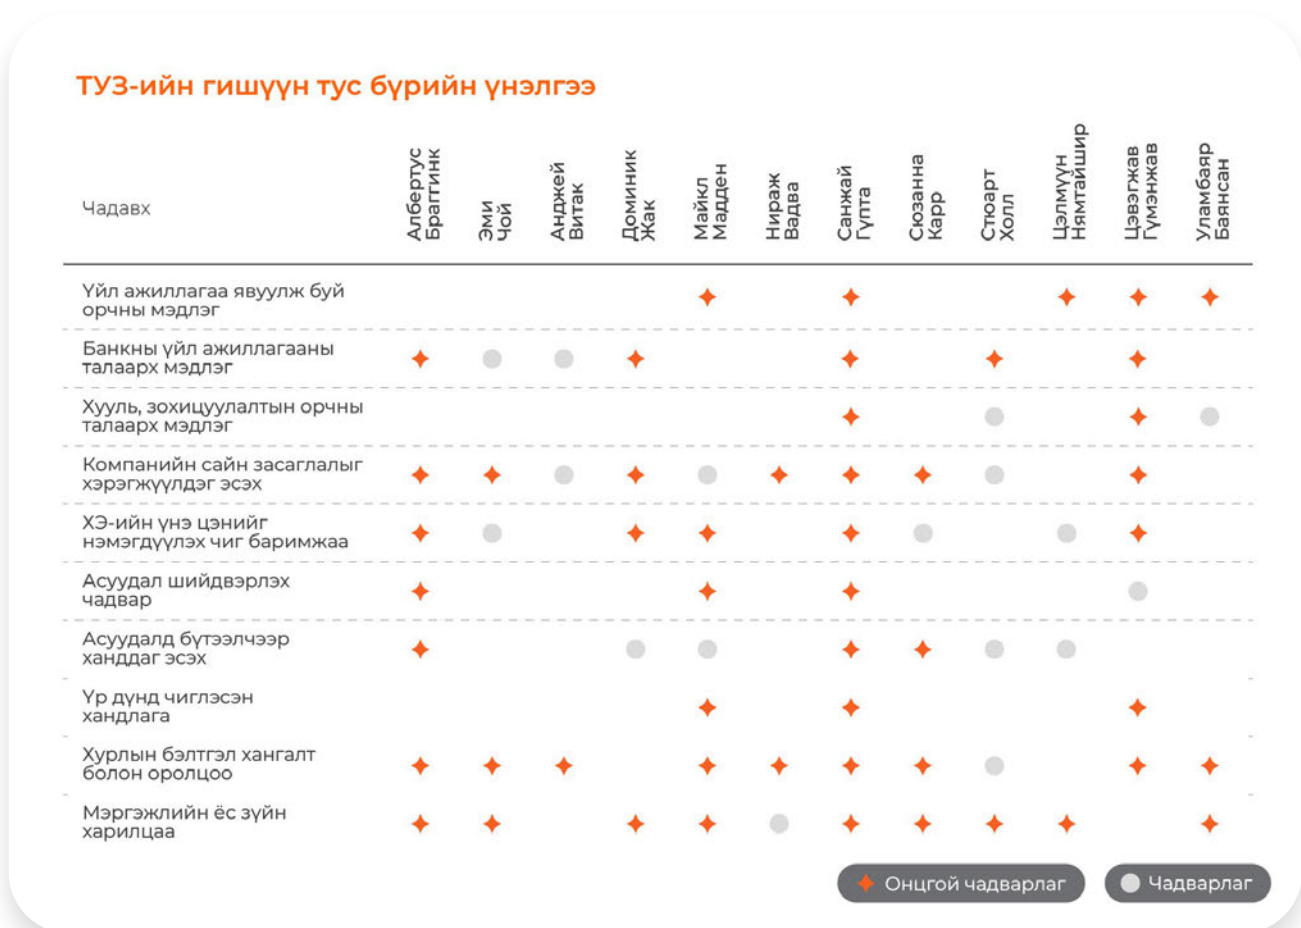 ТУЗ-ийн гишүүн тус бүрийн үнэлгээ
Чадавх
Албертус
Браггинк
Эми
Чой
Анджей
Витак
Доминик
Жак
Майкл
Мадден
Нираж
Вадва
Санжай
Гүпта
Сюзанна
Карр
Стюарт
Холл
Цэлмүүн
Нямтайшир
Цэвэгжав
Гүмэнжав
Уламбаяр
Баянсан
Үйл ажиллагаа явуулж буй
орчны мэдлэг
Банкны үйл ажиллагааны
талаарх мэдлэг
Хууль, зохицуулалтын орчны
талаарх мэдлэг
Компанийн сайн засаглалыг
хэрэгжүүлдэг эсэх
ХЭ-ийн үнэ цэнийг
нэмэгдүүлэх чиг баримжаа
Асуудал шийдвэрлэх
чадвар
Асуудалд бүтээлчээр
ханддаг эсэх
Үр дүнд чиглэсэн
хандлага
Хурлын бэлтгэл хангалт
болон оролцоо
Мэргэжлийн ёс зүйн
харилцаа
Онцгой чадварлаг
Чадварлаг